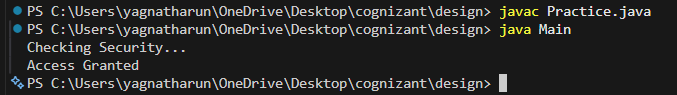 PS C:\Users\yagnatharun\OneDrive\Desktop\cognizant\design> javac Practice.java
PS C:\Users\yagnatharun\OneDrive\Desktop\cognizant\design> java Main
Checking Security...
Access Granted
PS C:\Users\yagnatharun\OneDrive\Desktop\cognizant\design>